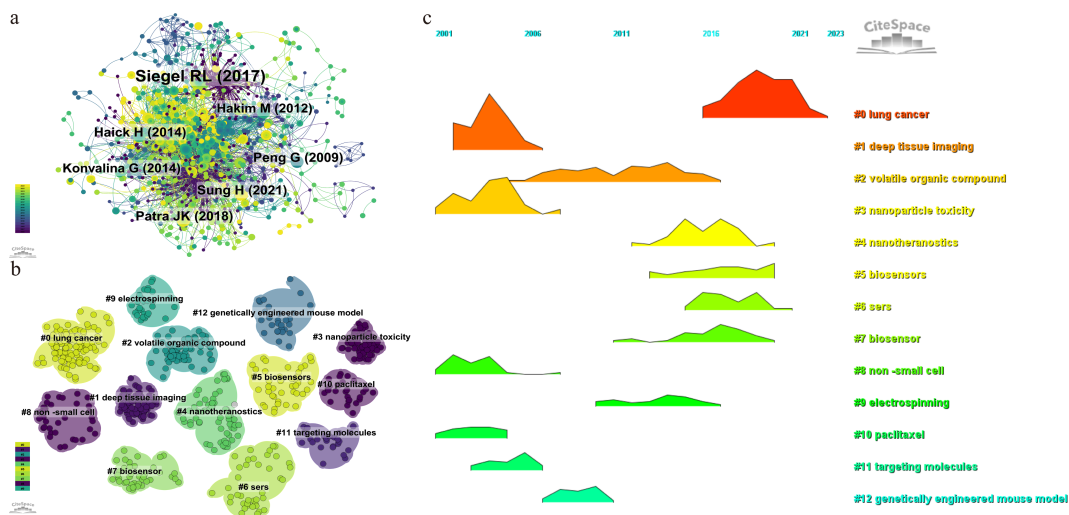 a
Siegel RL (2017)
Hakim M (2012)
Haick H (2014)
Peng G (2009)
Konvalina G (2014)
Sung H (2021)
Patra JK (2018)
CiteSpace
b
#9 electrospinning
#12 genetically engineered mouse model
#0 lung cancer
#2 volatile organic compound
#3 nanoparticle toxicity
#5 biosensors
#10 paclitaxel
#1 deep tissue imaging
#8 non -small cell
#4 nanotheranostics
#11 targeting molecules
#7 biosensor
#6 sers
CiteSpace
c
2001 2006 2011 2016 2021 2023
CiteSpace
#0 lung cancer
#1 deep tissue imaging
#2 volatile organic compound
#3 nanoparticle toxicity
#4 nanotheranostics
#5 biosensors
#6 sers
#7 biosensor
#8 non -small cell
#9 electrospinning
#10 paclitaxel
#11 targeting molecules
#12 genetically engineered mouse model